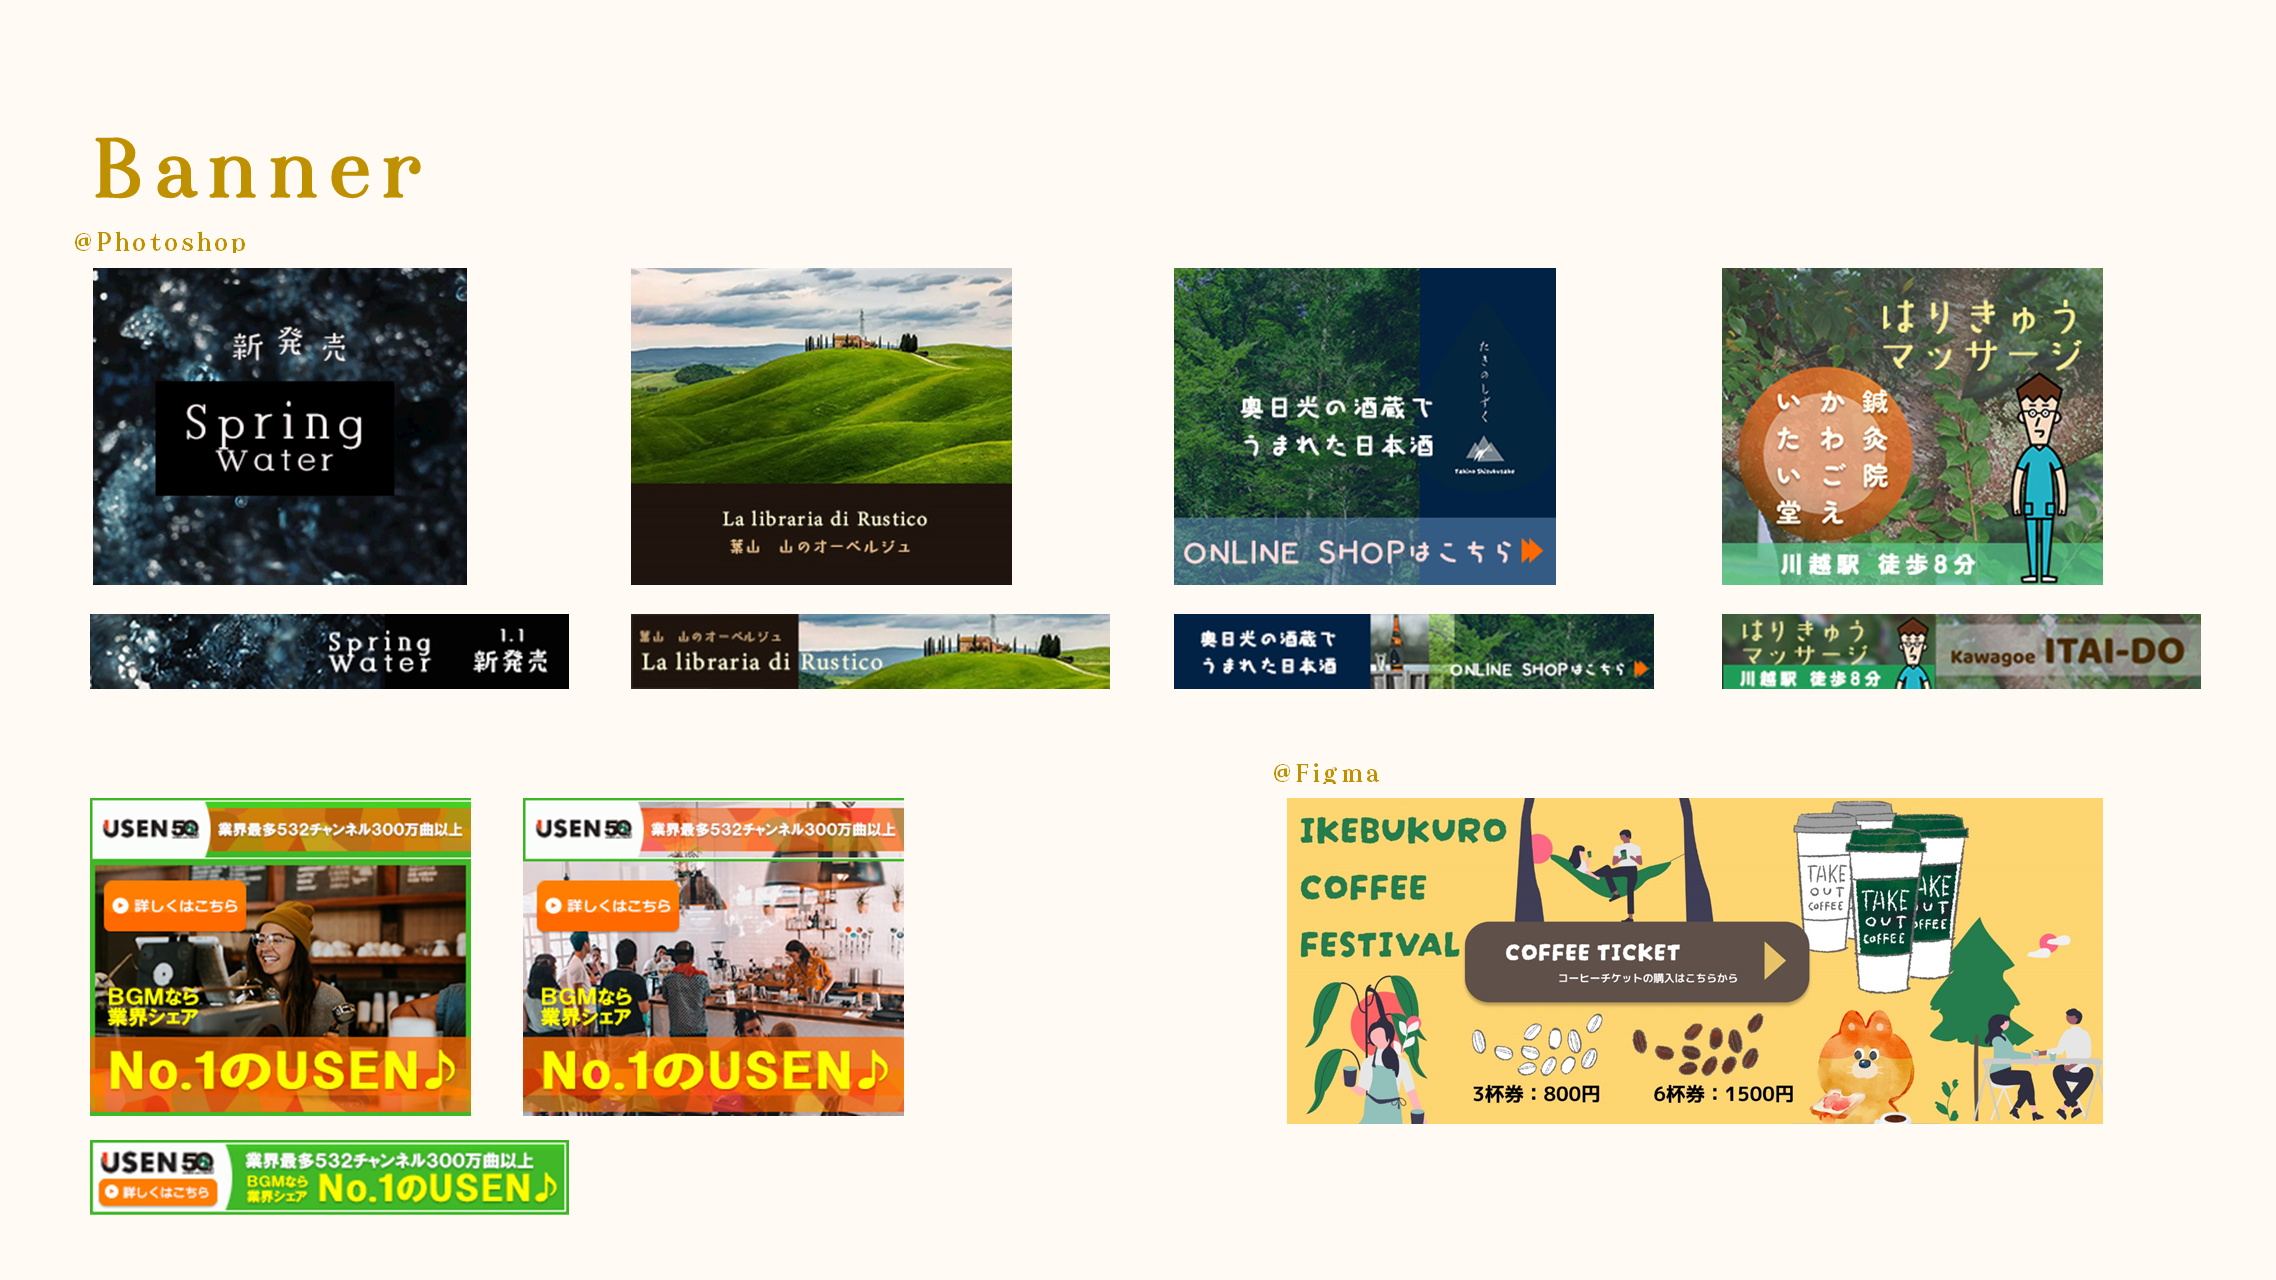 Banner
@Photoshop
新発売
Spring
Water
La libraria di Rustico
葉山 山のオーベルジュ
たきのしずく
奥日光の酒蔵で
うまれた日本酒
Takino Shizukusake
ONLINE SHOPはこちら
はりきゅう
マッサージ
鍼灸院
かわごえ
いたい堂
川越駅 徒歩8分
Spring
Water
1.1
新発売
葉山 山のオーベルジュ
La libraria di Rustico
奥日光の酒蔵で
うまれた日本酒
ONLINE SHOPはこちら
はりきゅう
マッサージ
川越駅 徒歩8分
Kawagoe ITAI-DO
USEN 50
業界最多532チャンネル300万曲以上
詳しくはこちら
BGMなら
業界シェア
No.1のUSEN♪
USEN 50
業界最多532チャンネル300万曲以上
詳しくはこちら
BGMなら
業界シェア
No.1のUSEN♪
USEN 50
詳しくはこちら
業界最多532チャンネル300万曲以上
BGMなら
業界シェア
No.1のUSEN♪
@Figma
IKEBUKURO
COFFEE
FESTIVAL
COFFEE TICKET
コーヒーチケットの購入はこちらから
3杯券：800円
6杯券：1500円
TAKE
OUT
COFFEE
TAKE
OUT
COFFEE
AKE
UT
OFFEE